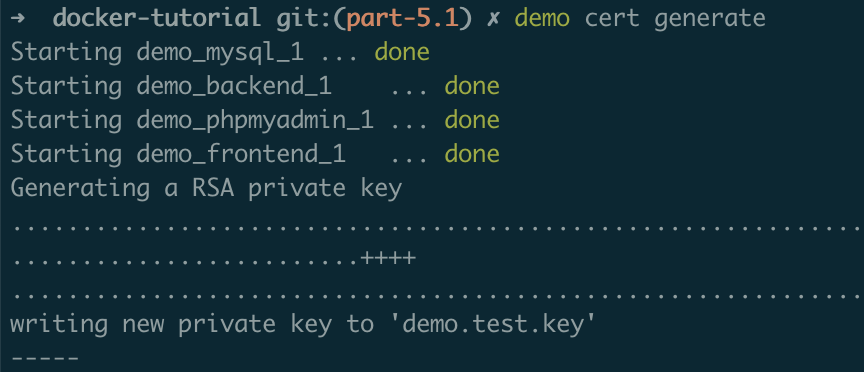 ➜  docker-tutorial git:(part-5.1) ✗ demo cert generate
Starting demo_mysql_1 ... done
Starting demo_backend_1    ... done
Starting demo_phpmyadmin_1 ... done
Starting demo_frontend_1   ... done
Generating a RSA private key
.............................................................
.........................++++
.............................................................
writing new private key to 'demo.test.key'
-----